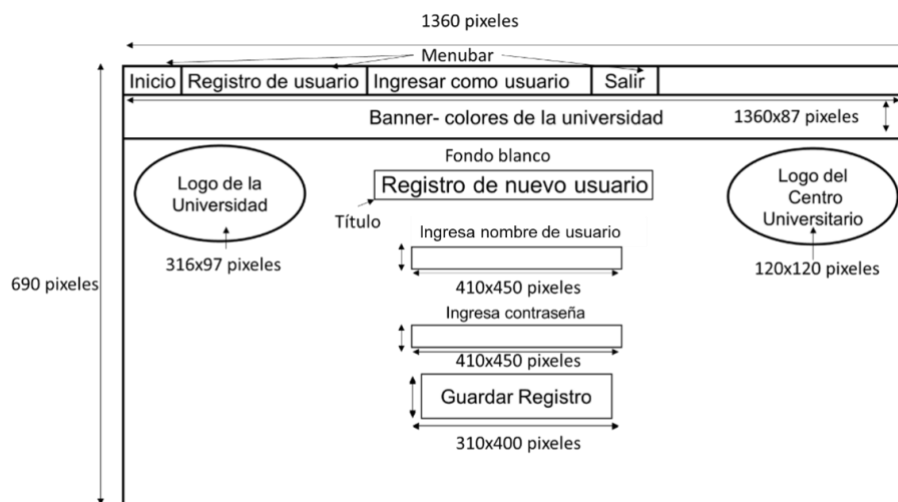 1360 pixeles
Menubar
Inicio
Registro de usuario
Ingresar como usuario
Salir
Banner- colores de la universidad
1360x87 pixeles
Fondo blanco
Logo de la
Universidad
Registro de nuevo usuario
Logo del
Centro
Universitario
Título
Ingresa nombre de usuario
316x97 pixeles
120x120 pixeles
690 pixeles
410x450 pixeles
Ingresa contraseña
410x450 pixeles
Guardar Registro
310x400 pixeles